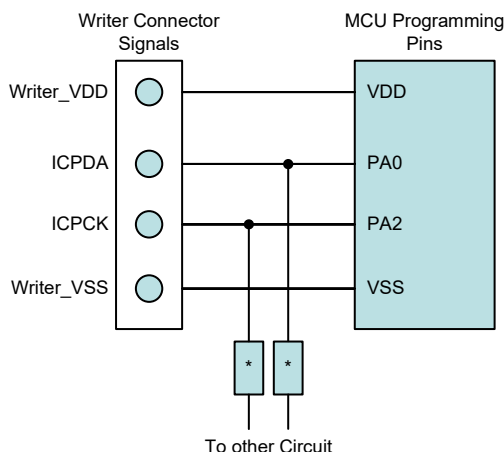 Writer Connector
Signals
MCU Programming
Pins
Writer_VDD
VDD
ICPDA
PA0
ICPCK
PA2
Writer_VSS
VSS
* *
To other Circuit